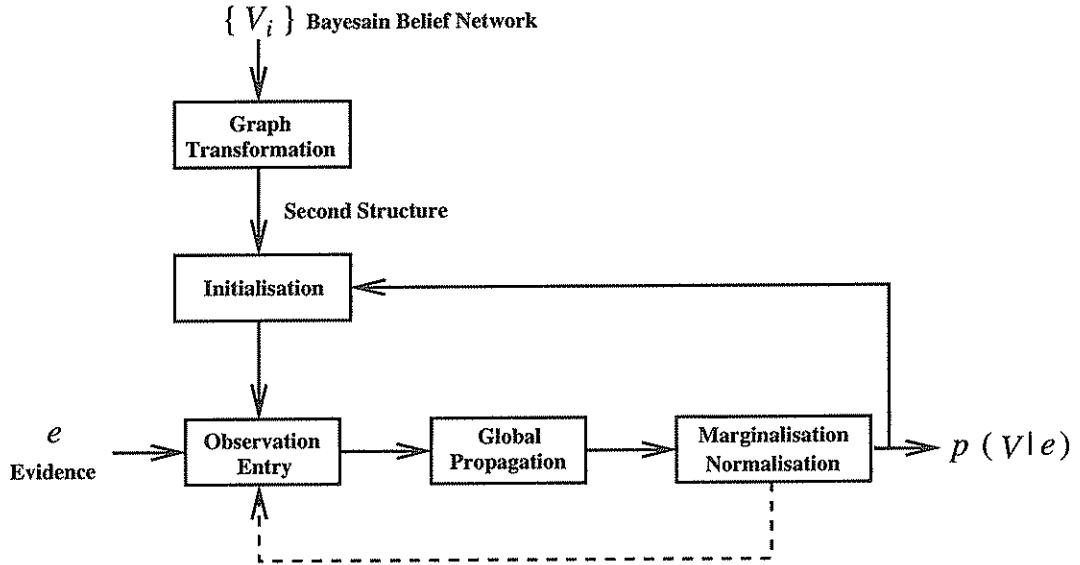 { V_i } Bayesain Belief Network
Graph
Transformation
Second Structure
Initialisation
e
Evidence
Observation
Entry
Global
Propagation
Marginalisation
Normalisation
p ( V | e )